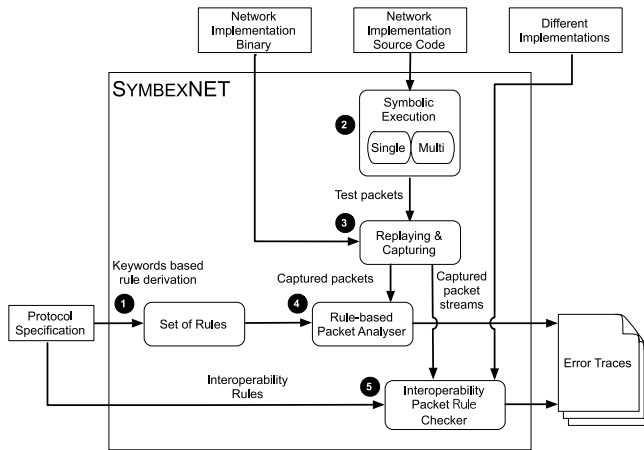 Network
Implementation
Binary
Network
Implementation
Source Code
Different
Implementations
SYMBEXNET
2
Symbolic
Execution
Single
Multi
Test packets
3
Replaying &
Capturing
Keywords based
rule derivation
Captured packets
Captured
packet
streams
1
4
Protocol
Specification
Set of Rules
Rule-based
Packet Analyser
Error Traces
Interoperability
Rules
5
Interoperability
Packet Rule
Checker